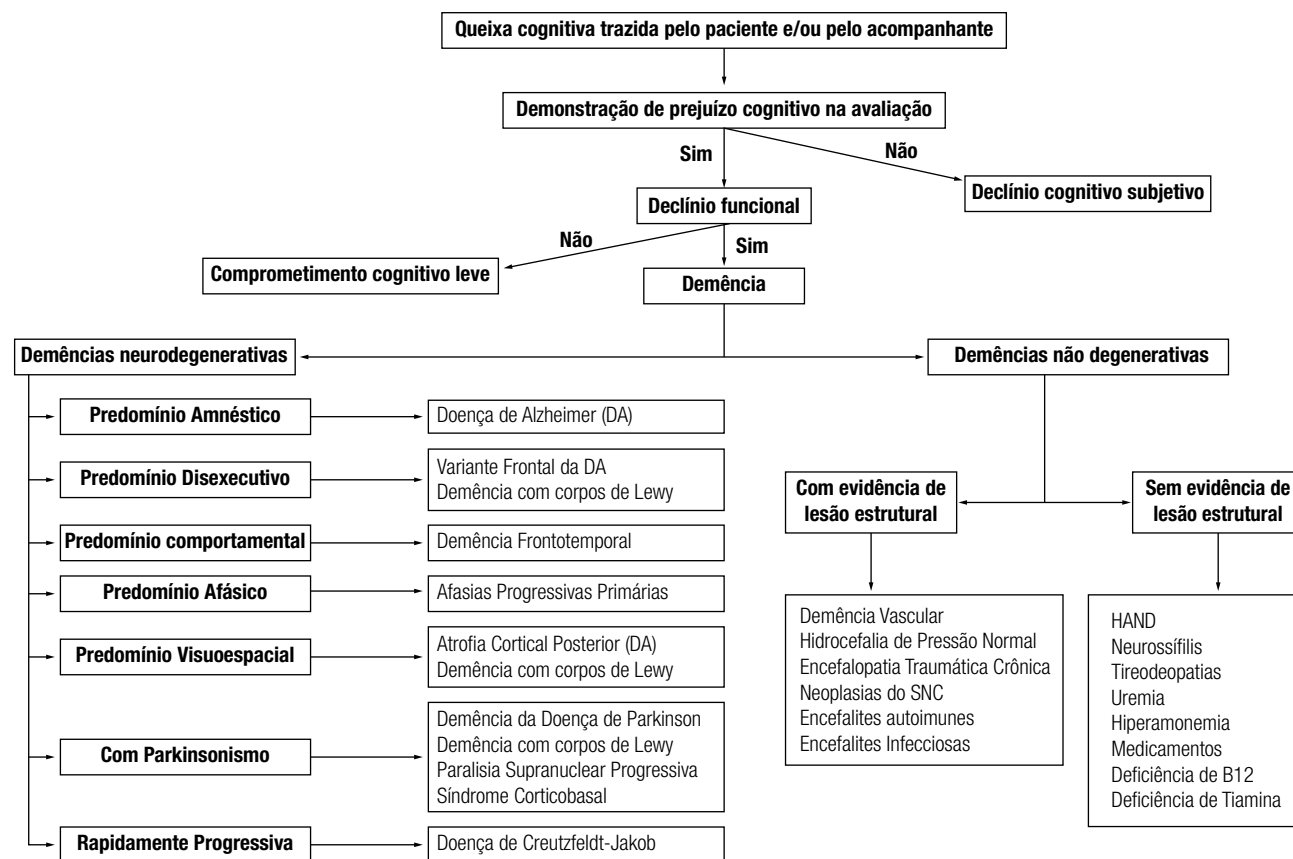 Queixa cognitiva trazida pelo paciente e/ou pelo acompanhante
Demonstração de prejuízo cognitivo na avaliação
Sim
Não
Declínio cognitivo subjetivo
Declínio funcional
Não
Sim
Comprometimento cognitivo leve
Demência
Demências neurodegenerativas
Demências não degenerativas
Predomínio Amnéstico
Doença de Alzheimer (DA)
Predomínio Disexecutivo
Variante Frontal da DA
Demência com corpos de Lewy
Predomínio comportamental
Demência Frontotemporal
Predomínio Afásico
Afasias Progressivas Primárias
Predomínio Visuoespacial
Atrofia Cortical Posterior (DA)
Demência com corpos de Lewy
Com Parkinsonismo
Demência da Doença de Parkinson
Demência com corpos de Lewy
Paralisia Supranuclear Progressiva
Síndrome Corticobasal
Rapidamente Progressiva
Doença de Creutzfeldt-Jakob
Com evidência de
lesão estrutural
Demência Vascular
Hidrocefalia de Pressão Normal
Encefalopatia Traumática Crônica
Neoplasias do SNC
Encefalites autoimunes
Encefalites Infecciosas
Sem evidência de
lesão estrutural
HAND
Neurossífilis
Tireodeopatias
Uremia
Hiperamonemia
Medicamentos
Deficiência de B12
Deficiência de Tiamina